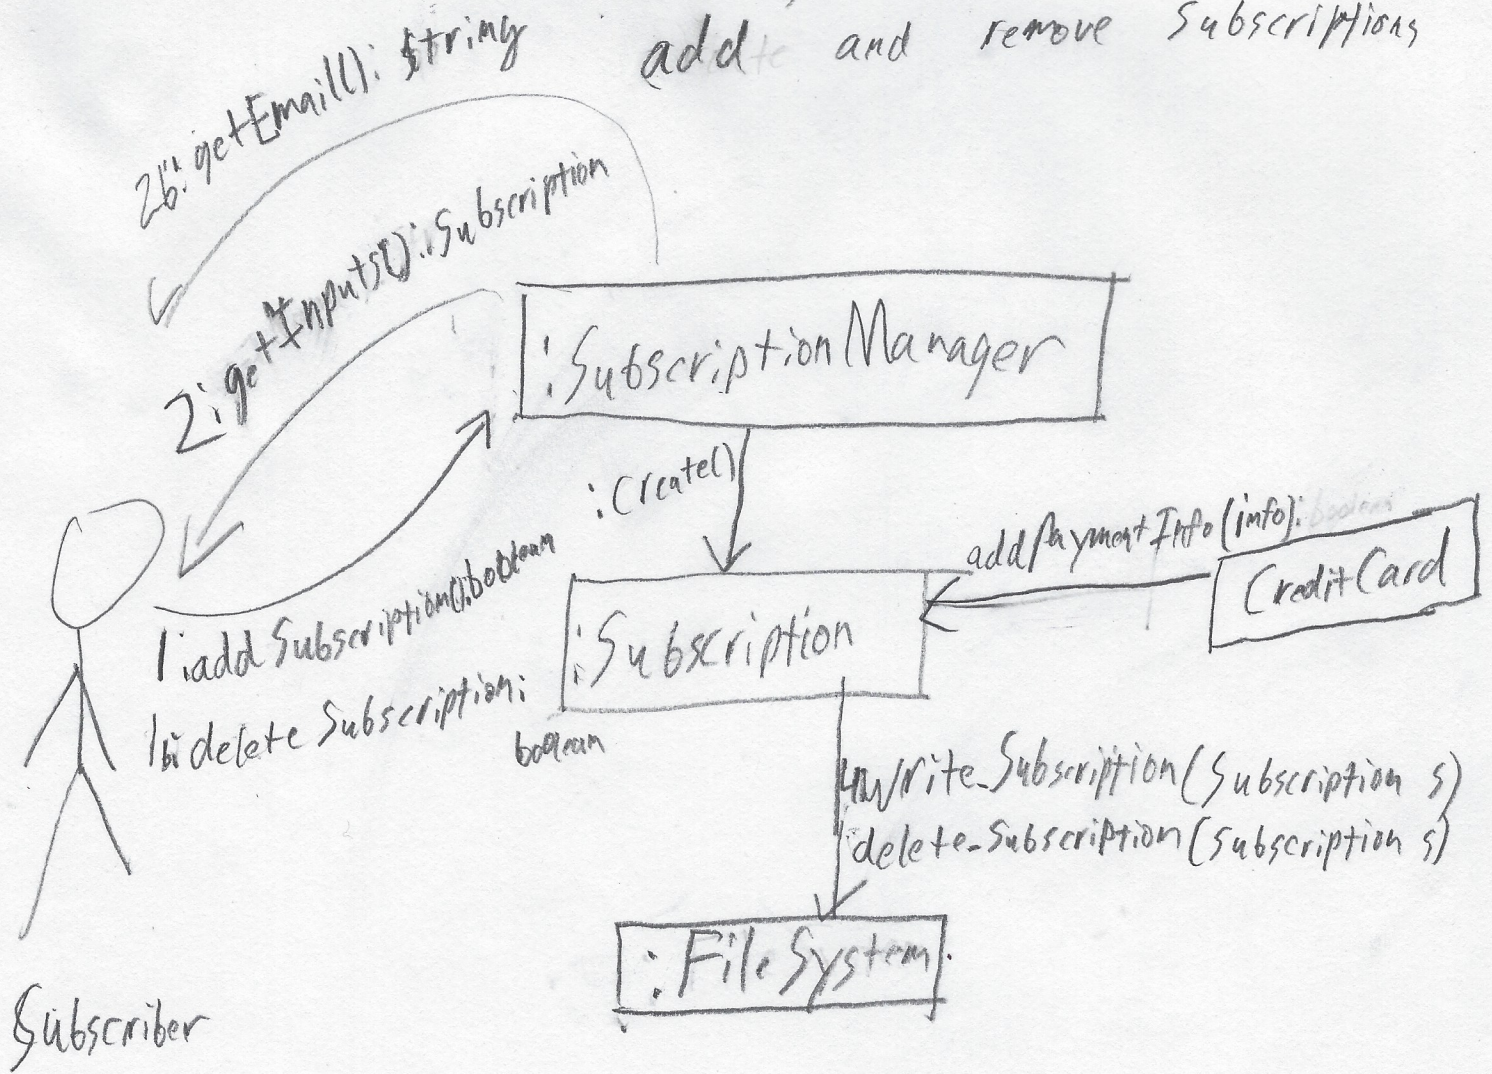 add and remove Subscriptions
2b: getEmail(): String
2: getInputs(): Subscription
:SubscriptionManager
:Create()
addPaymentInfo(info): boolean
CreditCard
1: addSubscription():boolean
:Subscription
1b: deleteSubscription:
boolean
write_Subscription(Subscription s)
:delete_Subscription(Subscription s)
:FileSystem
Subscriber